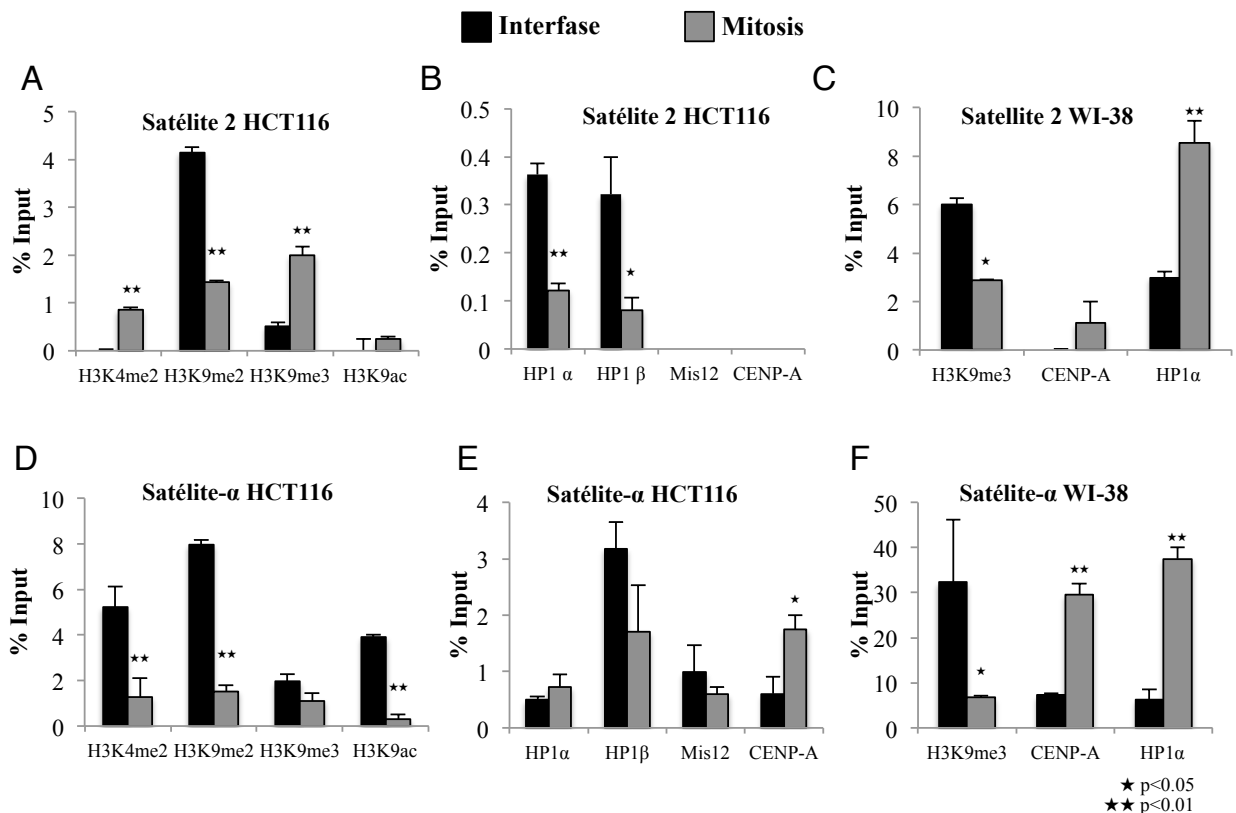 Interfase Mitosis
A
Satélite 2 HCT116
% Input
5
4
3
2
1
0
★★ ★★ ★★
H3K4me2 H3K9me2 H3K9me3 H3K9ac
B
Satélite 2 HCT116
% Input
0.5
0.4
0.3
0.2
0.1
0
★★ ★
HP1 α HP1 β Mis12 CENP-A
C
Satellite 2 WI-38
% Input
10
8
6
4
2
0
★ ★★
H3K9me3 CENP-A HP1α
D
Satélite-α HCT116
% Input
10
8
6
4
2
0
★★ ★★ ★★
H3K4me2 H3K9me2 H3K9me3 H3K9ac
E
Satélite-α HCT116
% Input
4
3
2
1
0
★
HP1α HP1β Mis12 CENP-A
F
Satélite-α WI-38
% Input
50
40
30
20
10
0
★ ★★ ★★
H3K9me3 CENP-A HP1α
★ p<0.05
★★ p<0.01